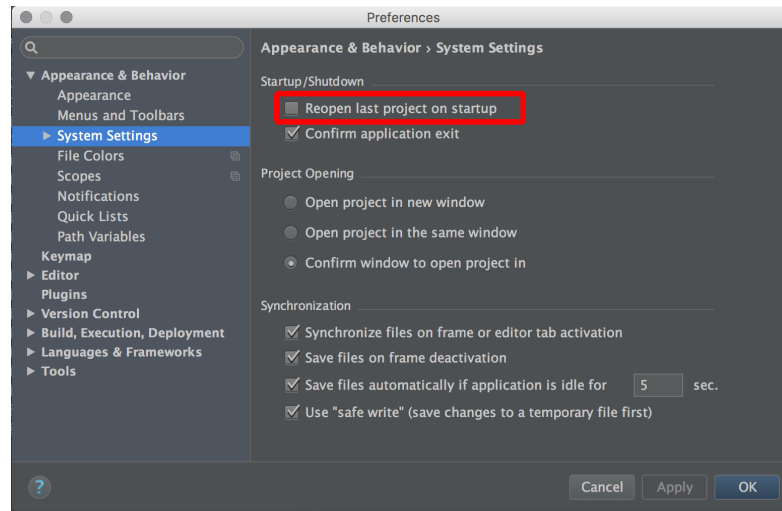 Preferences
Appearance & Behavior
Appearance
Menus and Toolbars
System Settings
File Colors
Scopes
Notifications
Quick Lists
Path Variables
Keymap
Editor
Plugins
Version Control
Build, Execution, Deployment
Languages & Frameworks
Tools
Appearance & Behavior › System Settings
Startup/Shutdown
Reopen last project on startup
Confirm application exit
Project Opening
Open project in new window
Open project in the same window
Confirm window to open project in
Synchronization
Synchronize files on frame or editor tab activation
Save files on frame deactivation
Save files automatically if application is idle for 5 sec.
Use "safe write" (save changes to a temporary file first)
?
Cancel Apply OK